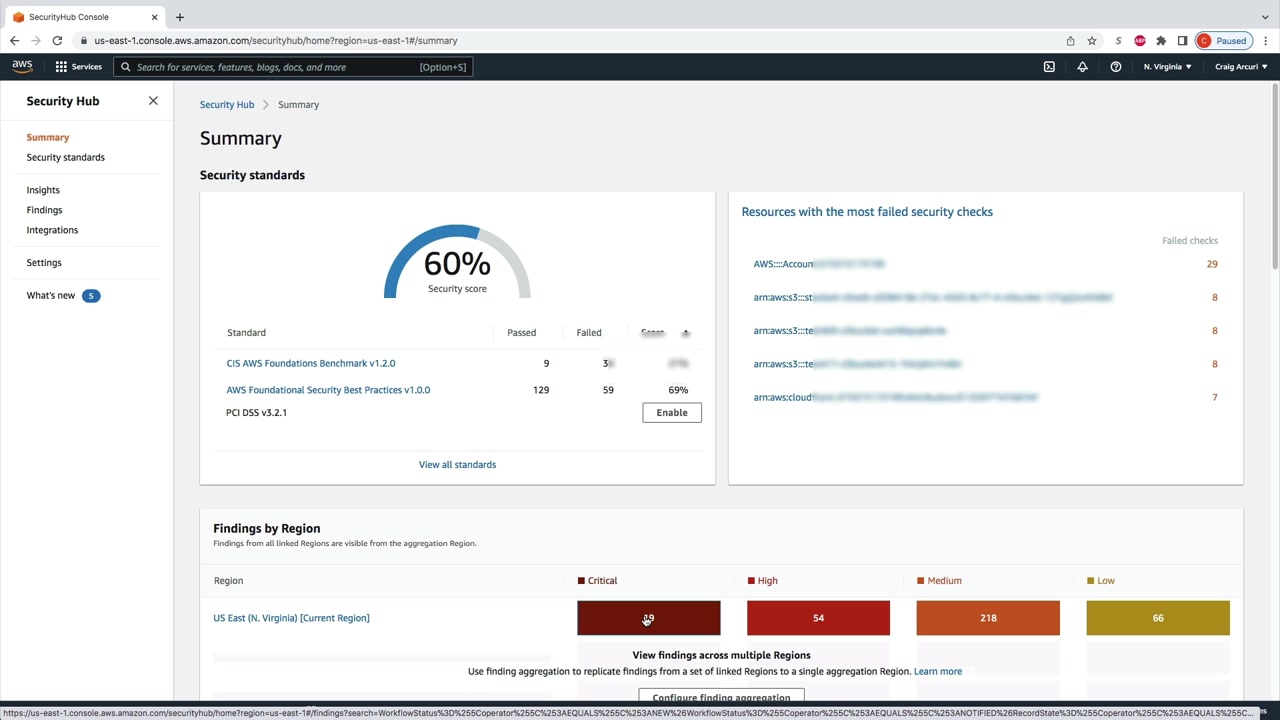 SecurityHub Console
us-east-1.console.aws.amazon.com/securityhub/home?region=us-east-1#/summary
S
ABP
C
Paused
aws
Services
Search for services, features, blogs, docs, and more
[Option+S]
N. Virginia
Craig Arcuri
Security Hub
Summary
Security standards
Insights
Findings
Integrations
Settings
What's new 5
Security Hub > Summary
Summary
Security standards
60%
Security score
Standard Passed Failed
CIS AWS Foundations Benchmark v1.2.0 9 3
AWS Foundational Security Best Practices v1.0.0 129 59 69%
PCI DSS v3.2.1 Enable
View all standards
Resources with the most failed security checks
Failed checks
AWS::::Accoun 29
arn:aws:s3:::st 8
arn:aws:s3:::te 8
arn:aws:s3:::te 8
arn:aws:cloud 7
Findings by Region
Findings from all linked Regions are visible from the aggregation Region.
Region Critical High Medium Low
US East (N. Virginia) [Current Region] 54 218 66
View findings across multiple Regions
Use finding aggregation to replicate findings from a set of linked Regions to a single aggregation Region. Learn more
Configure finding aggregation
https://us-east-1.console.aws.amazon.com/securityhub/home?region=us-east-1#/findings?search=WorkflowStatus%3D%255Coperator%255C%253AEQUALS%255C%253ANEW%26WorkflowStatus%3D%255Coperator%255C%253AEQUALS%255C%253ANOTIFIED%26RecordState%3D%255Coperator%255C%253AEQUALS%255C...